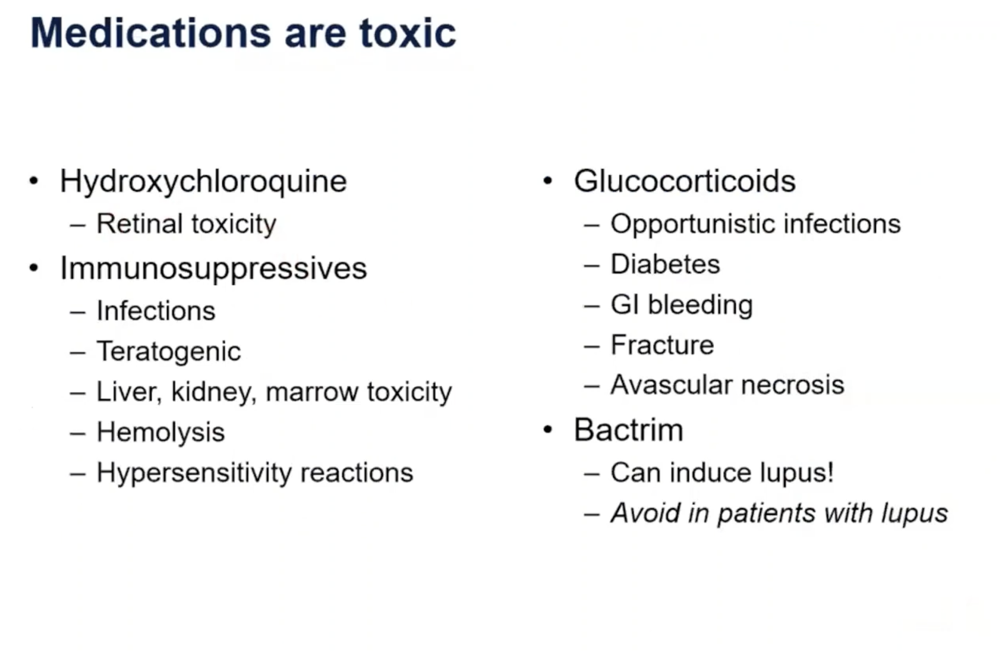 Medications are toxic
• Hydroxychloroquine
– Retinal toxicity
• Immunosuppressives
– Infections
– Teratogenic
– Liver, kidney, marrow toxicity
– Hemolysis
– Hypersensitivity reactions
• Glucocorticoids
– Opportunistic infections
– Diabetes
– GI bleeding
– Fracture
– Avascular necrosis
• Bactrim
– Can induce lupus!
– Avoid in patients with lupus